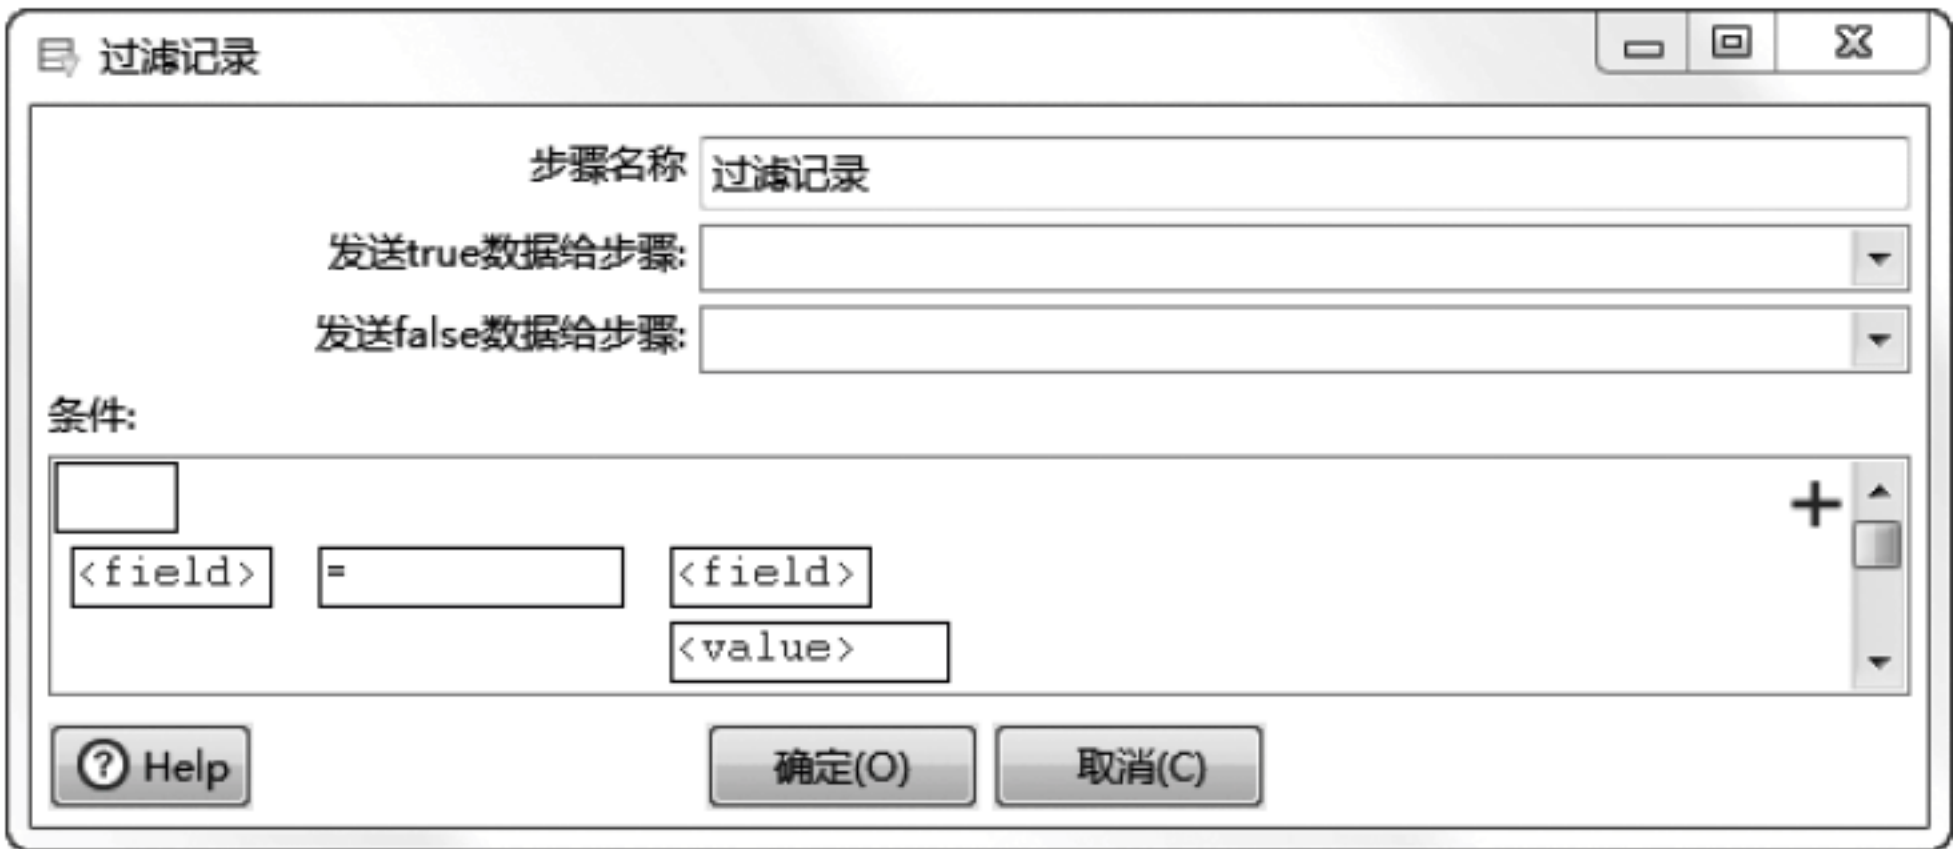 过滤记录
步骤名称 过滤记录
发送true数据给步骤:
发送false数据给步骤:
条件:
<field> = <field>
<value>
Help 确定(O) 取消(C)